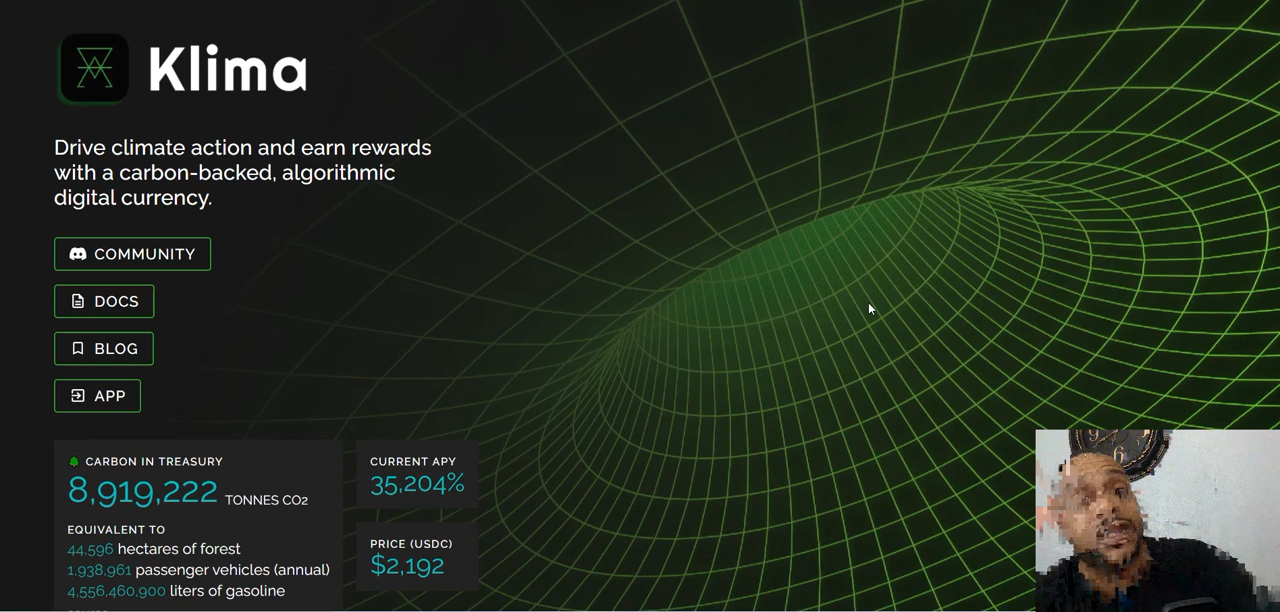 Klima
Drive climate action and earn rewards
with a carbon-backed, algorithmic
digital currency.
COMMUNITY
DOCS
BLOG
APP
CARBON IN TREASURY
8,919,222 TONNES CO2
EQUIVALENT TO
44,596 hectares of forest
1,938,961 passenger vehicles (annual)
4,556,460,900 liters of gasoline
CURRENT APY
35,204%
PRICE (USDC)
$2,192
6